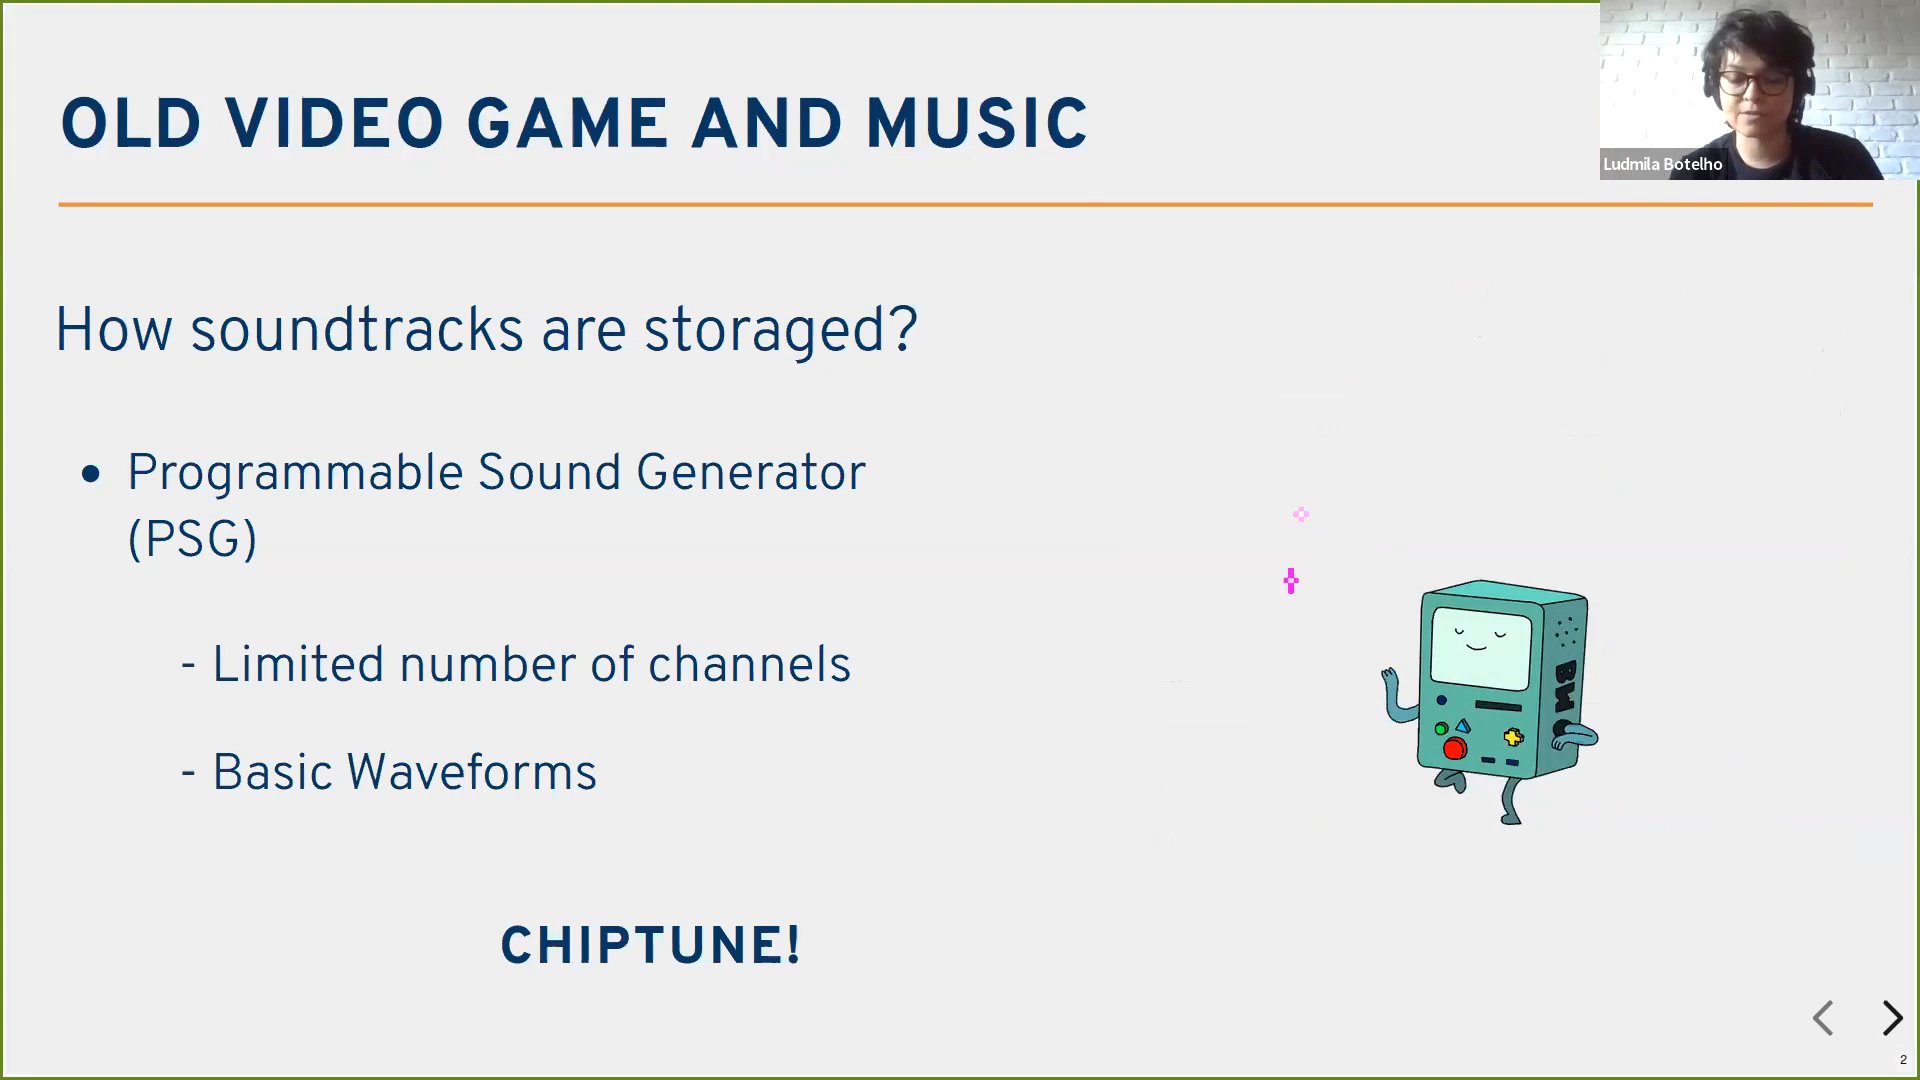 OLD VIDEO GAME AND MUSIC
Ludmila Botelho
How soundtracks are storaged?
• Programmable Sound Generator
(PSG)
- Limited number of channels
- Basic Waveforms
BMO
CHIPTUNE!
2